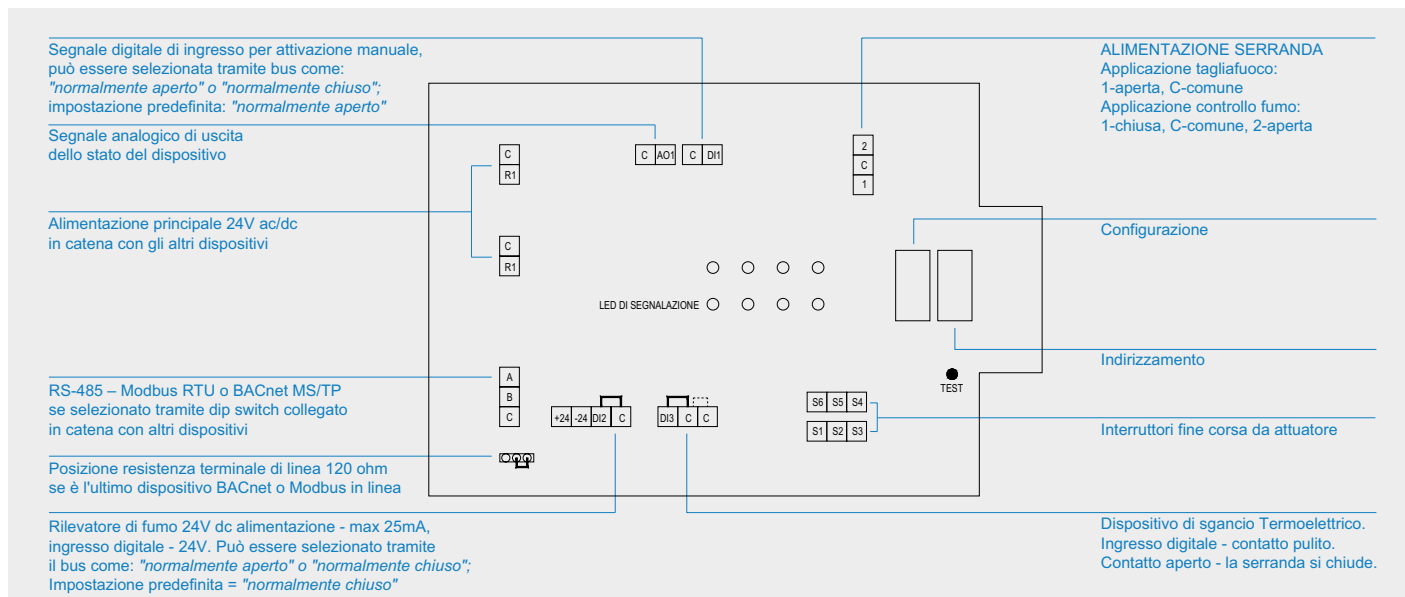 Segnale digitale di ingresso per attivazione manuale,
può essere selezionata tramite bus come:
"normalmente aperto" o "normalmente chiuso";
impostazione predefinita: "normalmente aperto"
Segnale analogico di uscita
dello stato del dispositivo
Alimentazione principale 24V ac/dc
in catena con gli altri dispositivi
RS-485 – Modbus RTU o BACnet MS/TP
se selezionato tramite dip switch collegato
in catena con altri dispositivi
Posizione resistenza terminale di linea 120 ohm
se è l'ultimo dispositivo BACnet o Modbus in linea
Rilevatore di fumo 24V dc alimentazione - max 25mA,
ingresso digitale - 24V. Può essere selezionato tramite
il bus come: "normalmente aperto" o "normalmente chiuso";
Impostazione predefinita = "normalmente chiuso"
C
R1
C
R1
A
B
C
C AO1 C DI1
2
C
1
LED DI SEGNALAZIONE
+24 -24 DI2 C
DI3 C C
S6 S5 S4
S1 S2 S3
TEST
ALIMENTAZIONE SERRANDA
Applicazione tagliafuoco:
1-aperta, C-comune
Applicazione controllo fumo:
1-chiusa, C-comune, 2-aperta
Configurazione
Indirizzamento
Interruttori fine corsa da attuatore
Dispositivo di sgancio Termoelettrico.
Ingresso digitale - contatto pulito.
Contatto aperto - la serranda si chiude.